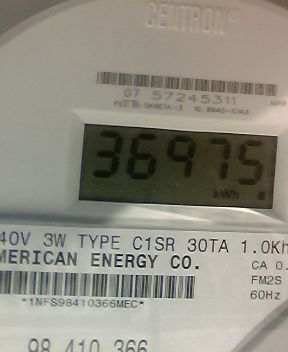 CENTRON®
07 57245311
36975
kWh
40V 3W TYPE C1SR 30TA 1.0Kh
MERICAN ENERGY CO.
CA 0.
FM2S
*1NFS98410366MEC*
60Hz
98 410 366